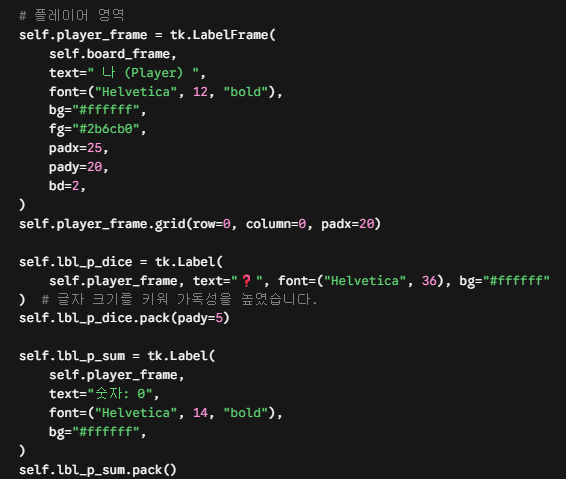 # 플레이어 영역
self.player_frame = tk.LabelFrame(
    self.board_frame,
    text=" 나 (Player) ",
    font=("Helvetica", 12, "bold"),
    bg="#ffffff",
    fg="#2b6cb0",
    padx=25,
    pady=20,
    bd=2,
)
self.player_frame.grid(row=0, column=0, padx=20)

self.lbl_p_dice = tk.Label(
    self.player_frame, text="❓", font=("Helvetica", 36), bg="#ffffff"
)  # 글자 크기를 키워 가독성을 높였습니다.
self.lbl_p_dice.pack(pady=5)

self.lbl_p_sum = tk.Label(
    self.player_frame,
    text="숫자: 0",
    font=("Helvetica", 14, "bold"),
    bg="#ffffff",
)
self.lbl_p_sum.pack()